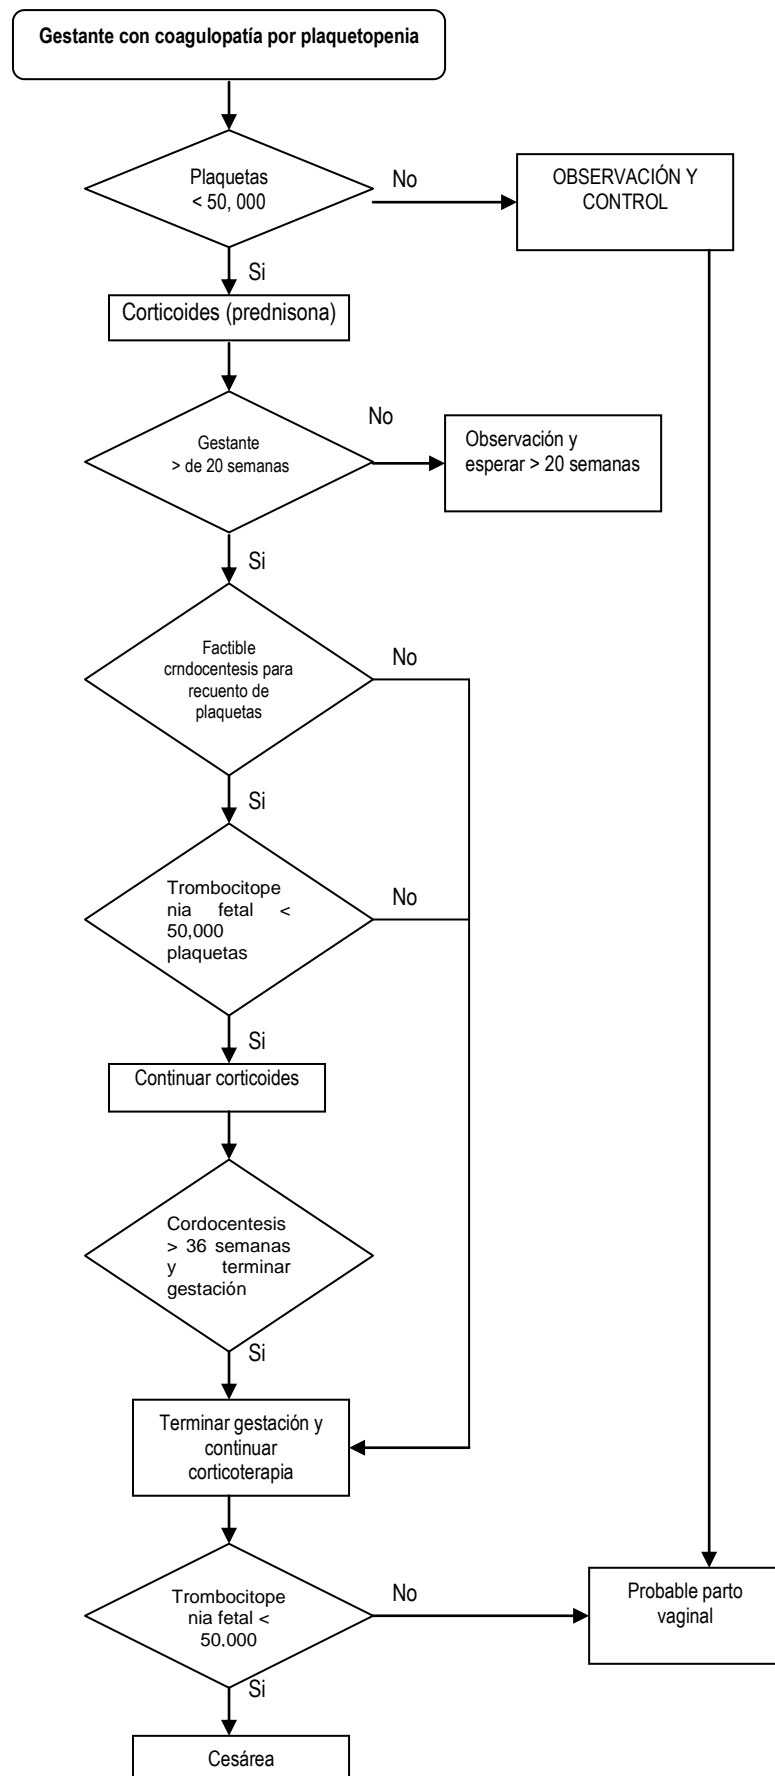 Gestante con coagulopatía por plaquetopenia
Plaquetas
< 50, 000
No
OBSERVACIÓN Y
CONTROL
Si
Corticoides (prednisona)
Gestante
> de 20 semanas
No
Observación y
esperar > 20 semanas
Si
Factible
crndocentesis para
recuento de
plaquetas
No
Si
Trombocitope
nia fetal <
50,000
plaquetas
No
Si
Continuar corticoides
Cordocentesis
> 36 semanas
y terminar
gestación
Si
Terminar gestación y
continuar
corticoterapia
Trombocitope
nia fetal <
50.000
No
Probable parto
vaginal
Si
Cesárea